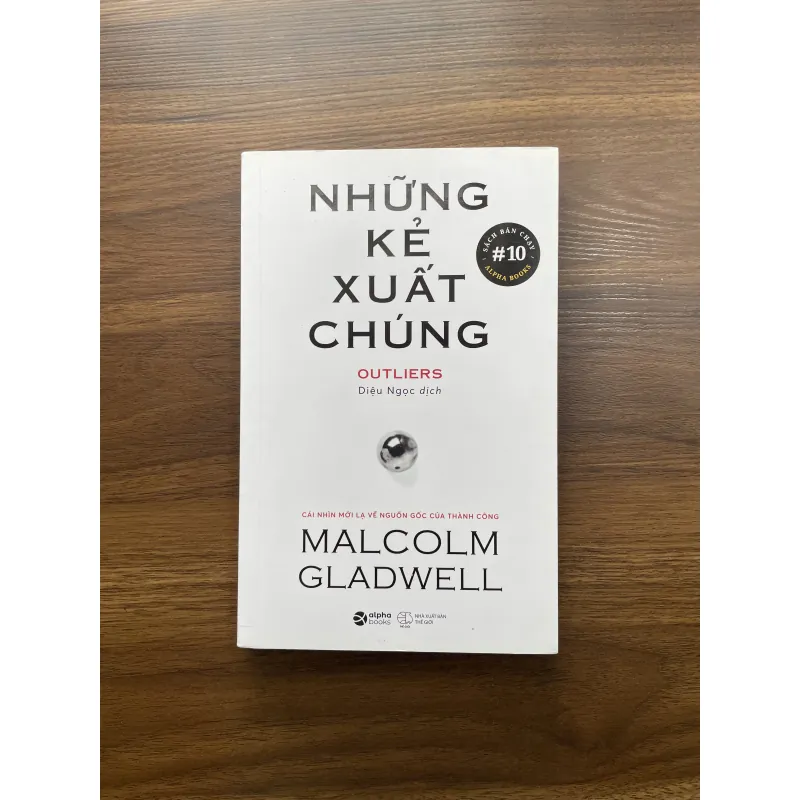 NHỮNG
KẺ
XUẤT
CHÚNG
SÁCH BÁN CHẠY
#10
ALPHA BOOKS
OUTLIERS
Diệu Ngọc dịch
CÁI NHÌN MỚI LẠ VỀ NGUỒN GỐC CỦA THÀNH CÔNG
MALCOLM
GLADWELL
alpha
books
NHÀ XUẤT BẢN
THẾ GIỚI